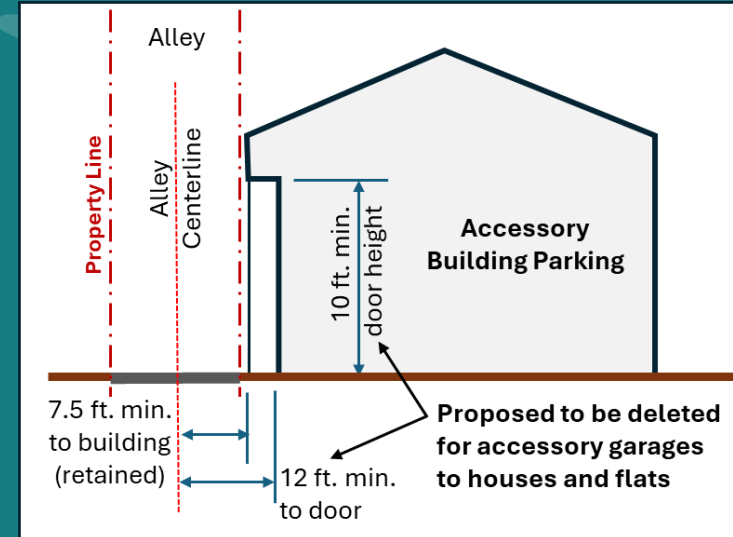 Alley
Property Line
Alley
Centerline
10 ft. min.
door height
Accessory
Building Parking
7.5 ft. min.
to building
(retained)
12 ft. min.
to door
Proposed to be deleted
for accessory garages
to houses and flats